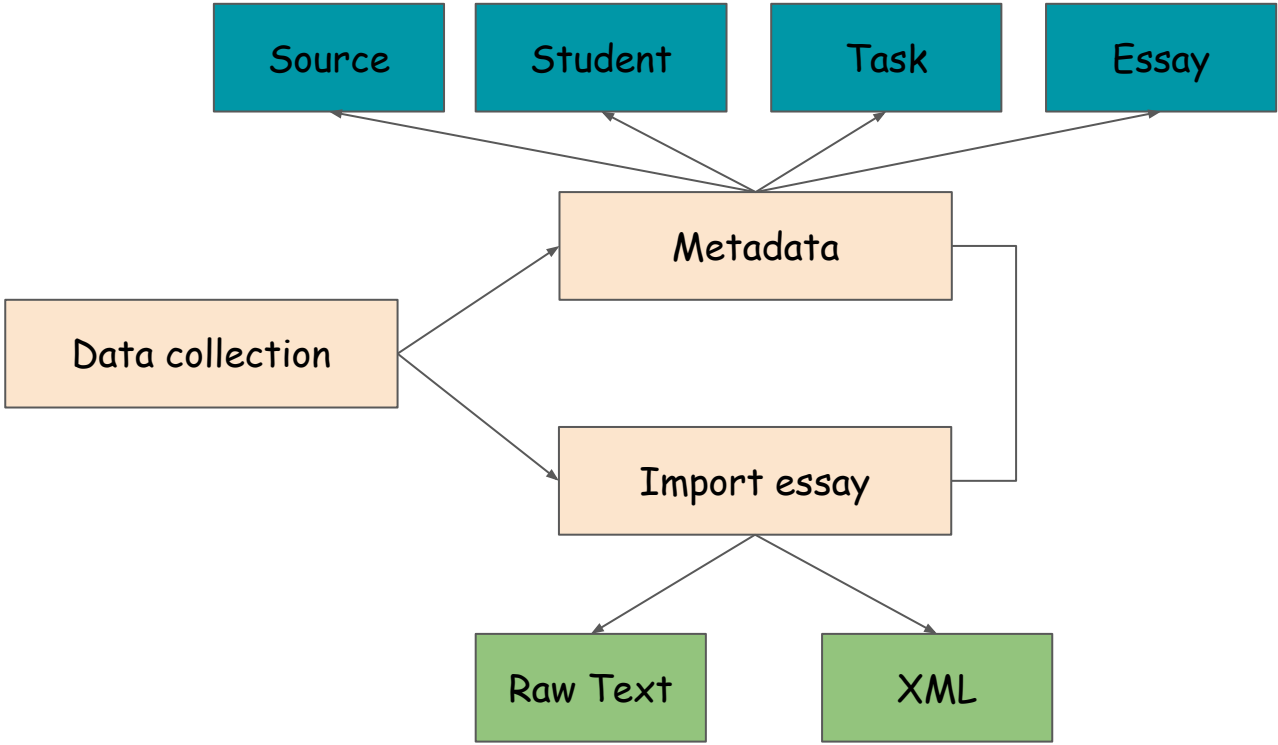 Source
Student
Task
Essay
Metadata
Data collection
Import essay
Raw Text
XML